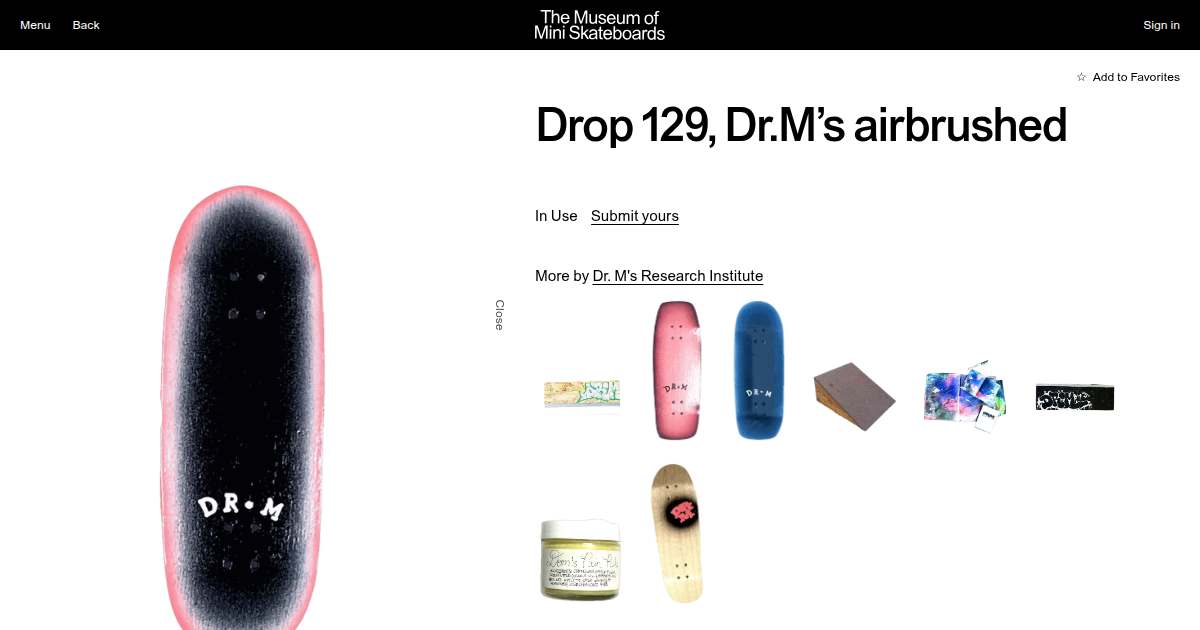 Menu
Back
The Museum of
Mini Skateboards
Sign in
☆ Add to Favorites
Drop 129, Dr.M’s airbrushed
In Use
Submit yours
More by Dr. M's Research Institute
Close
DR•M
DR•M
DR•M